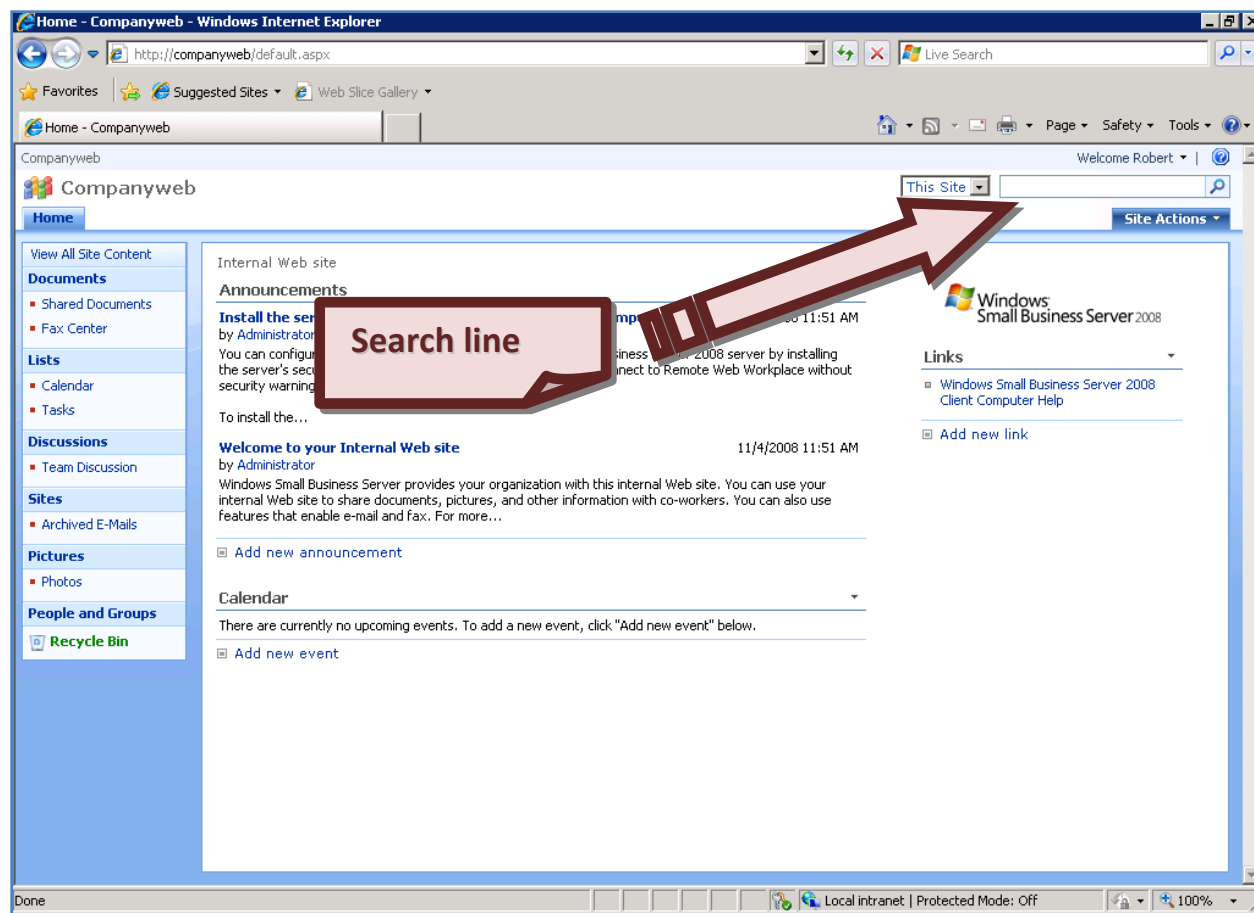 Home - Companyweb - Windows Internet Explorer
http://companyweb/default.aspx
Live Search
Favorites
Suggested Sites
Web Slice Gallery
Home - Companyweb
Page
Safety
Tools
Companyweb
Welcome Robert
Companyweb
This Site
Home
Site Actions
View All Site Content
Documents
Shared Documents
Fax Center
Lists
Calendar
Tasks
Discussions
Team Discussion
Sites
Archived E-Mails
Pictures
Photos
People and Groups
Recycle Bin
Internal Web site
Announcements
Install the 11:51 AM
by Administrator
You can 2008 server by installing
the server's to Remote Web Workplace without
security
To install the...
Search line
Welcome to your Internal Web site 11/4/2008 11:51 AM
by Administrator
Windows Small Business Server provides your organization with this internal Web site. You can use your
internal Web site to share documents, pictures, and other information with co-workers. You can also use
features that enable e-mail and fax. For more...
Add new announcement
Calendar
There are currently no upcoming events. To add a new event, click "Add new event" below.
Add new event
Windows
Small Business Server 2008
Links
Windows Small Business Server 2008
Client Computer Help
Add new link
Done
Local intranet | Protected Mode: Off
100%